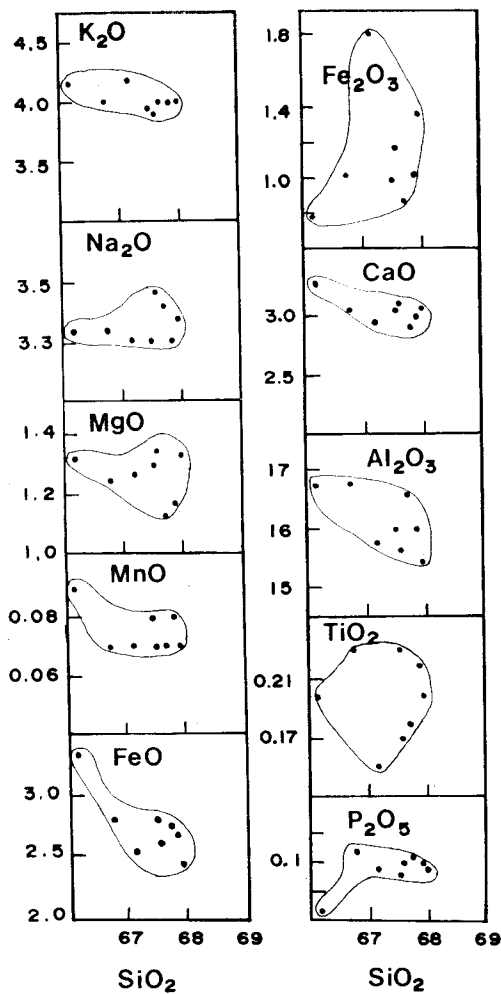 K₂O
4.5
4.0
3.5
Na₂O
3.5
3.3
MgO
1.4
1.2
1.0
MnO
0.08
0.06
FeO
3.0
2.5
2.0
67 68 69
SiO₂
Fe₂O₃
1.8
1.4
1.0
CaO
3.0
2.5
Al₂O₃
17
16
15
TiO₂
0.21
0.17
P₂O₅
0.1
67 68 69
SiO₂